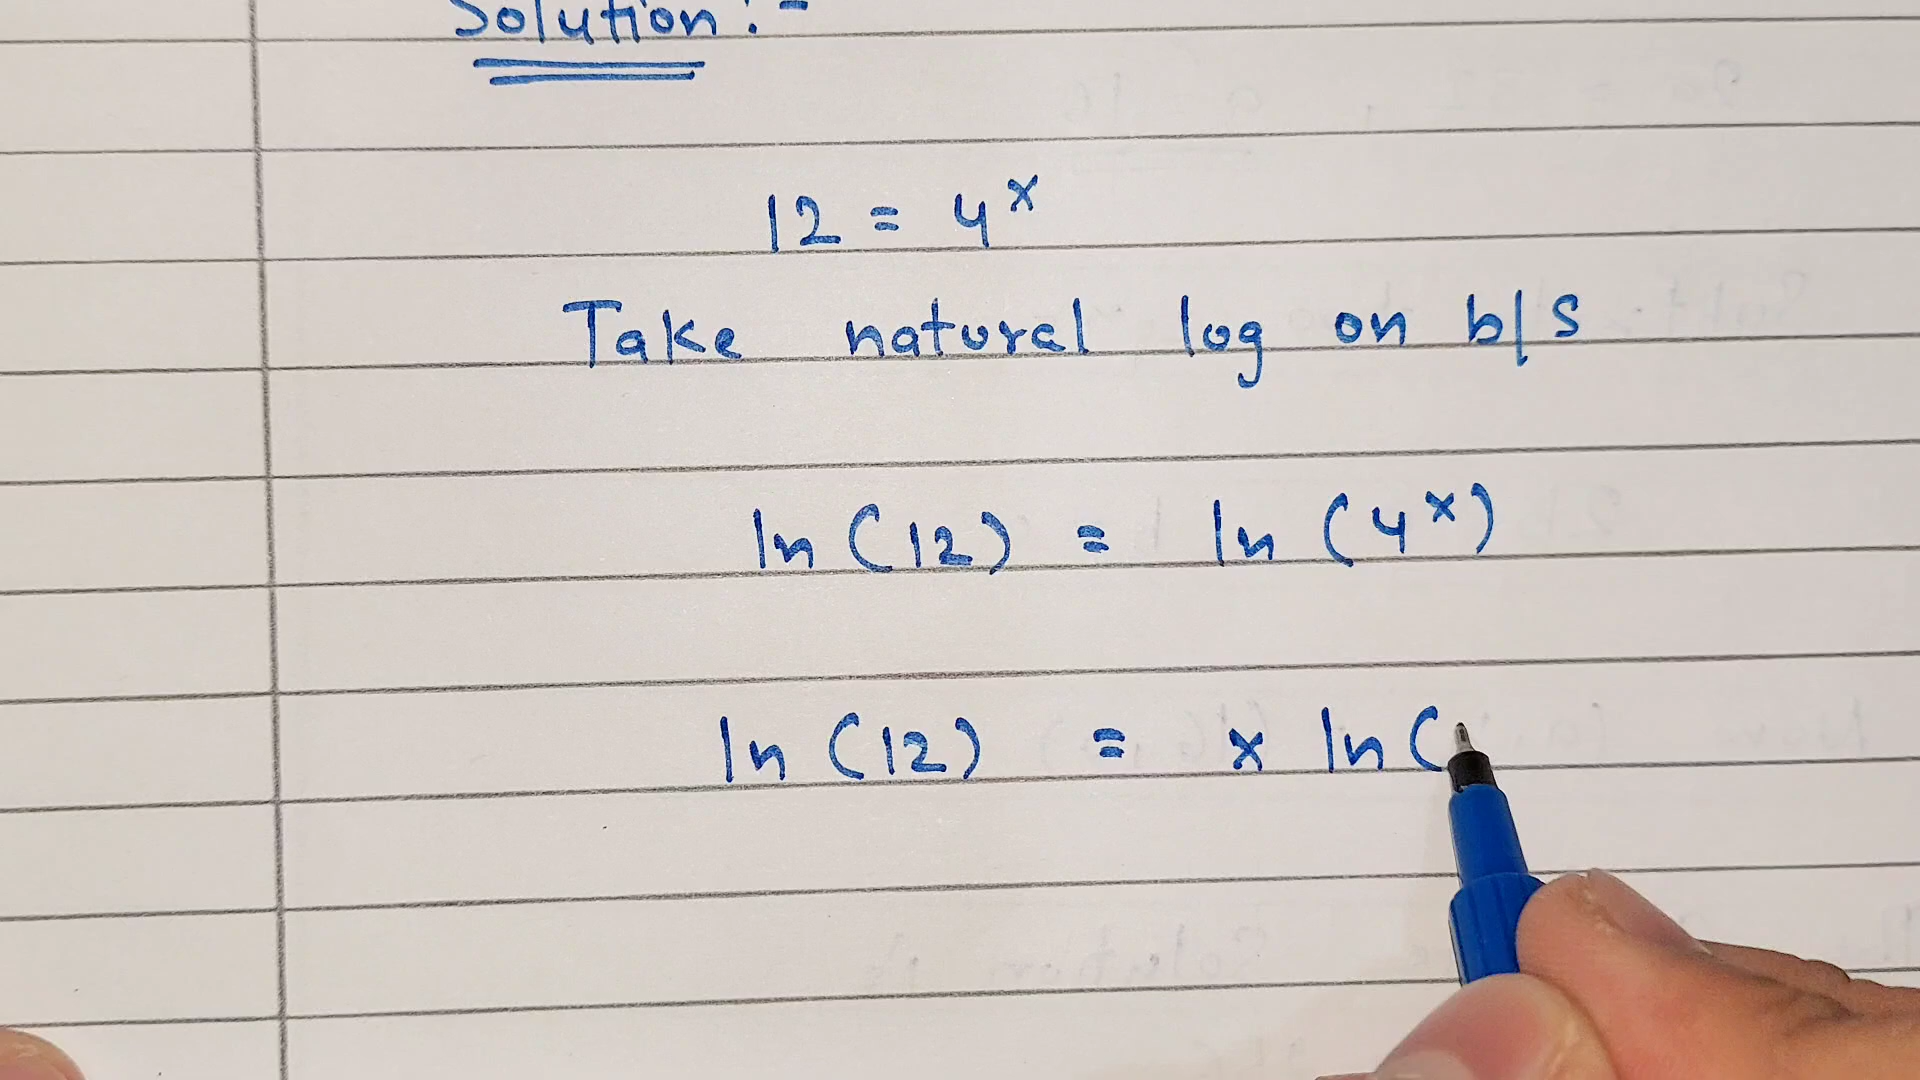 Solution :-
12 = 4^x
Take natural log on b/s
ln (12) = ln (4^x)
ln (12) = x ln (